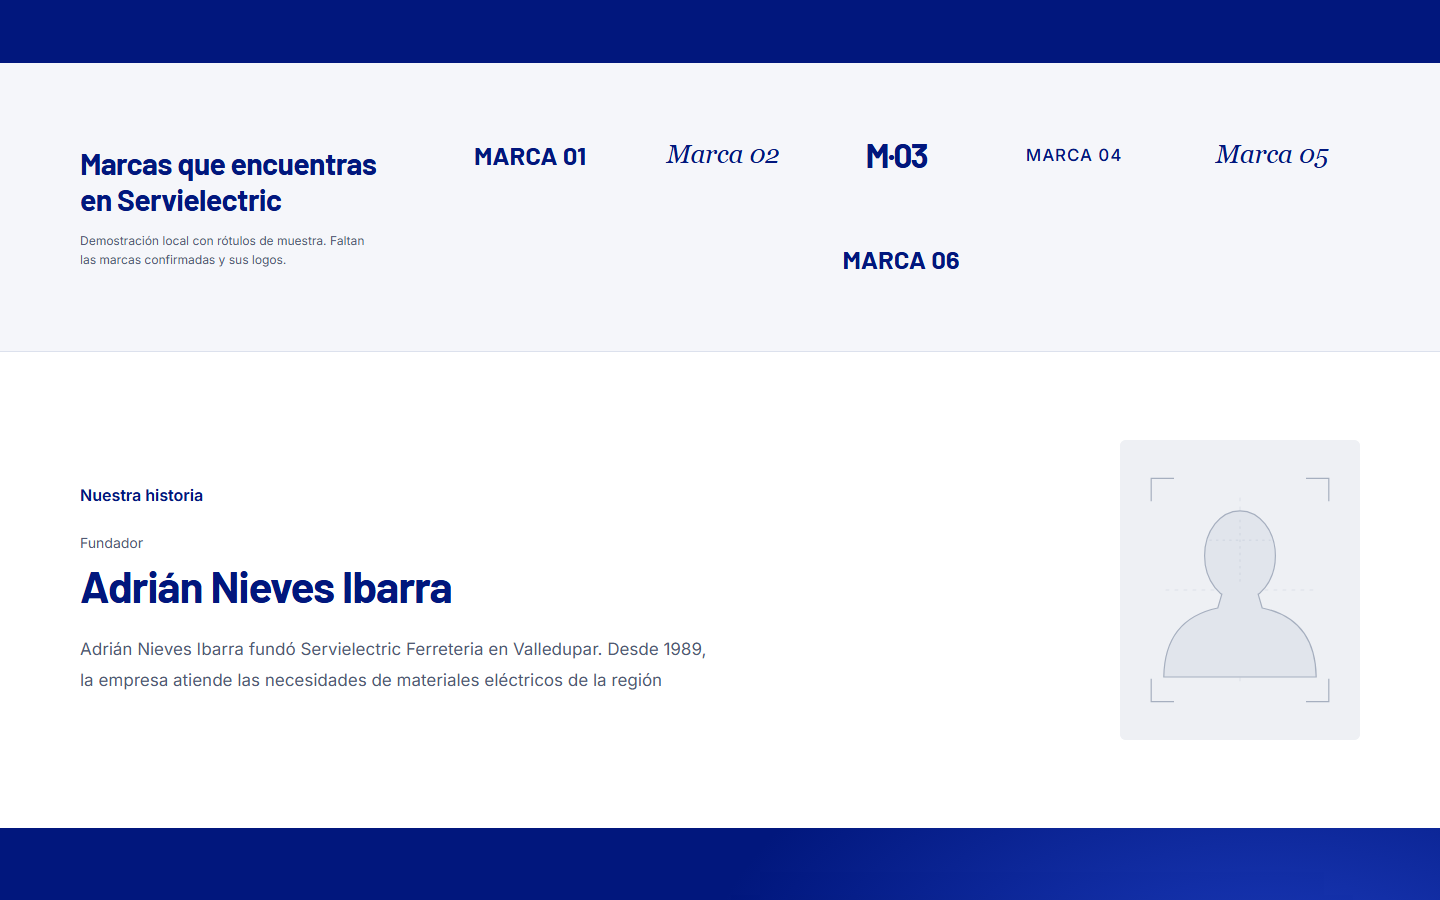 Marcas que encuentras
en Servielectric
Demostración local con rótulos de muestra. Faltan
las marcas confirmadas y sus logos.
MARCA 01
Marca 02
M·03
MARCA 04
Marca 05
MARCA 06
Nuestra historia
Fundador
Adrián Nieves Ibarra
Adrián Nieves Ibarra fundó Servielectric Ferreteria en Valledupar. Desde 1989,
la empresa atiende las necesidades de materiales eléctricos de la región